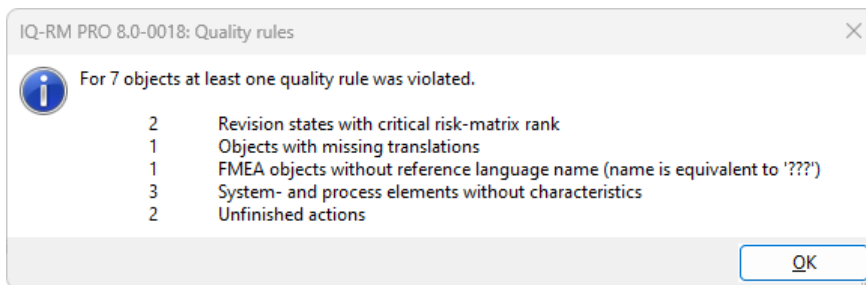 IQ-RM PRO 8.0-0018: Quality rules
For 7 objects at least one quality rule was violated.
2 Revision states with critical risk-matrix rank
1 Objects with missing translations
1 FMEA objects without reference language name (name is equivalent to '???')
3 System- and process elements without characteristics
2 Unfinished actions
OK